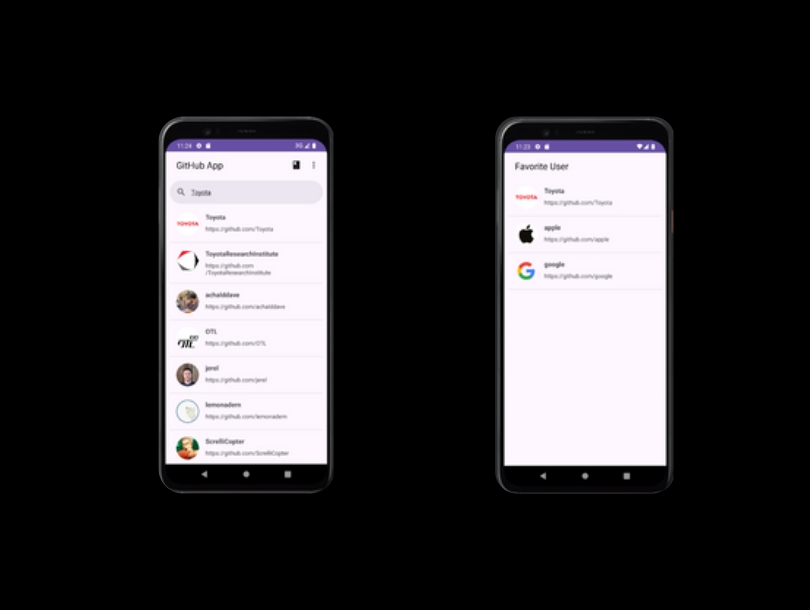 11:24
3G
GitHub App
Toyota
TOYOTA
Toyota
https://github.com/Toyota
ToyotaResearchInstitute
https://github.com
/ToyotaResearchInstitute
achalddave
https://github.com/achalddave
OTL
https://github.com/OTL
jerel
https://github.com/jerel
lemonadern
https://github.com/lemonadern
ScrelliCopter
https://github.com/ScrelliCopter
11:23
Favorite User
TOYOTA
Toyota
https://github.com/Toyota
apple
https://github.com/apple
google
https://github.com/google